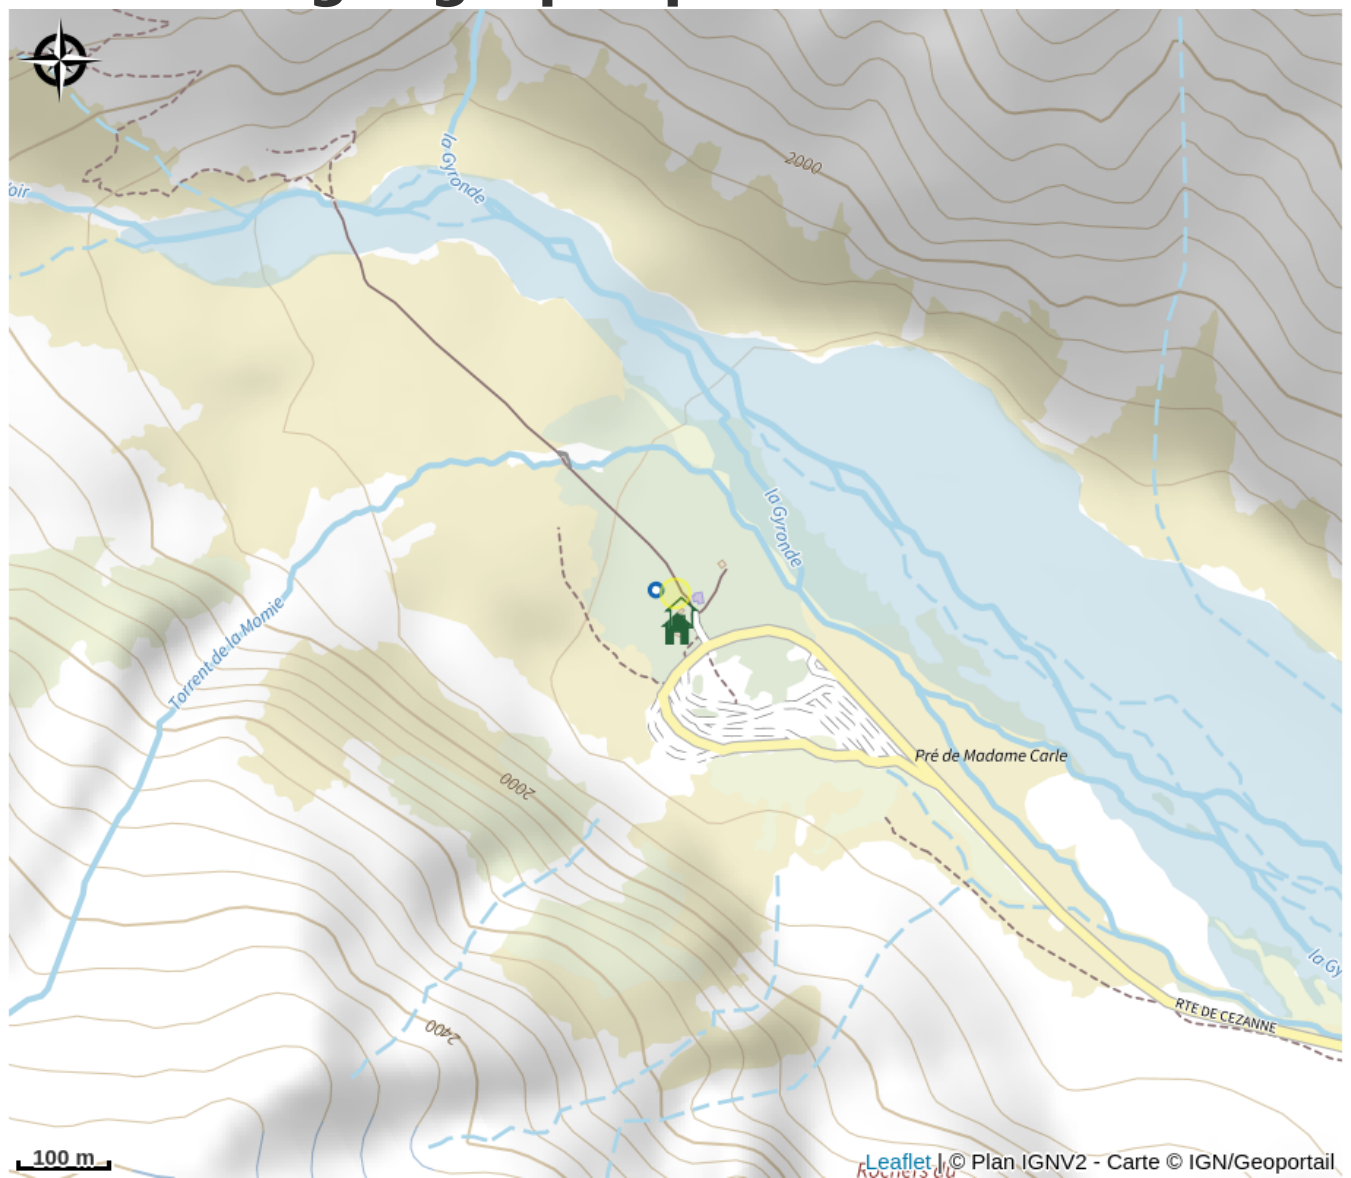 la Gyronde
2000
la Gyronde
Torrent de la Momie
Pré de Madame Carle
2000
2400
la Gy
RTE DE CEZANNE
100 m
Leaflet | © Plan IGNV2 - Carte © IGN/Geoportail